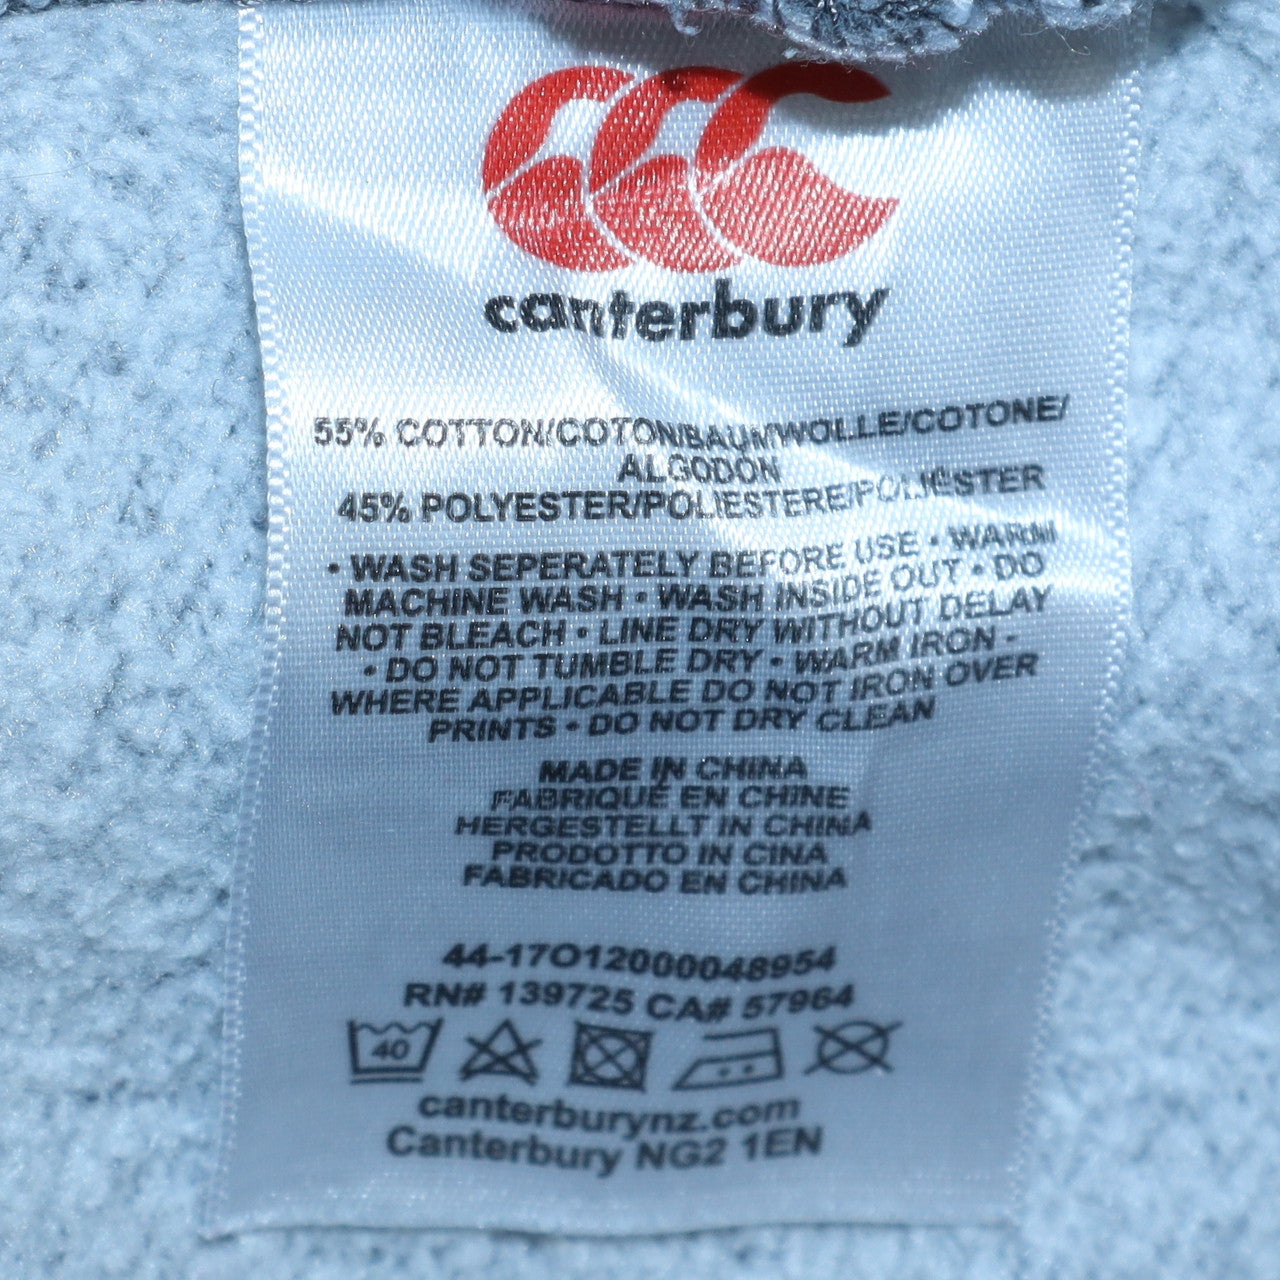 canterbury
55% COTTON/COTON/BAUMWOLLE/COTONE/
ALGODÓN
45% POLYESTER/POLIESTERE/POLIÉSTER
• WASH SEPERATELY BEFORE USE • WARM
MACHINE WASH • WASH INSIDE OUT • DO
NOT BLEACH • LINE DRY WITHOUT DELAY
• DO NOT TUMBLE DRY • WARM IRON -
WHERE APPLICABLE DO NOT IRON OVER
PRINTS • DO NOT DRY CLEAN
MADE IN CHINA
FABRIQUÉ EN CHINE
HERGESTELLT IN CHINA
PRODOTTO IN CINA
FABRICADO EN CHINA
44-17O12000048954
RN# 139725 CA# 57964
40
canterburynz.com
Canterbury NG2 1EN